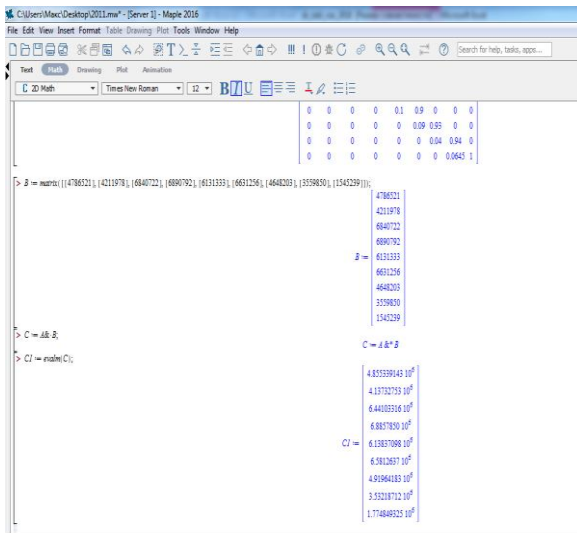 C:\Users\Макс\Desktop\2011.mw* - [Server 1] - Maple 2016
File Edit View Insert Format Table Drawing Plot Tools Window Help
Search for help, tasks, apps...
Text Math Drawing Plot Animation
C 2D Math Times New Roman 12 B I U
0 0 0 0 0.1 0.9 0 0 0
0 0 0 0 0 0.09 0.93 0 0
0 0 0 0 0 0 0.04 0.94 0
0 0 0 0 0 0 0 0.0645 1
> B := matrix([[4786521], [4211978], [6840722], [6890792], [6131333], [6631256], [4648203], [3559850], [1545239]]);
4786521
4211978
6840722
6890792
B := 6131333
6631256
4648203
3559850
1545239
> C := A&* B;
C := A &* B
> C1 := evalm(C);
4.855339143 10^6
4.13732753 10^6
6.44103316 10^6
6.8857850 10^6
C1 := 6.13837098 10^6
6.5812637 10^6
4.91964183 10^6
3.53218712 10^6
1.774849325 10^6